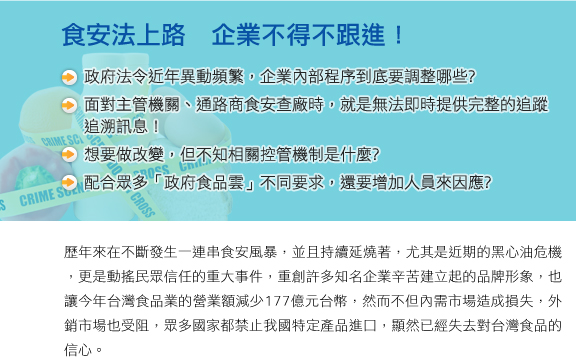 食安法上路　企業不得不跟進！
政府法令近年異動頻繁，企業內部程序到底要調整哪些?
面對主管機關、通路商食安查廠時，就是無法即時提供完整的追蹤
追溯訊息！
想要做改變，但不知相關控管機制是什麼?
配合眾多「政府食品雲」不同要求，還要增加人員來因應?
CRIME SCENE
CROSS
CRIME SCEN
CROSS
歷年來在不斷發生一連串食安風暴，並且持續延燒著，尤其是近期的黑心油危機
，更是動搖民眾信任的重大事件，重創許多知名企業辛苦建立起的品牌形象，也
讓今年台灣食品業的營業額減少177億元台幣，然而不但內需市場造成損失，外
銷市場也受阻，眾多國家都禁止我國特定產品進口，顯然已經失去對台灣食品的
信心。